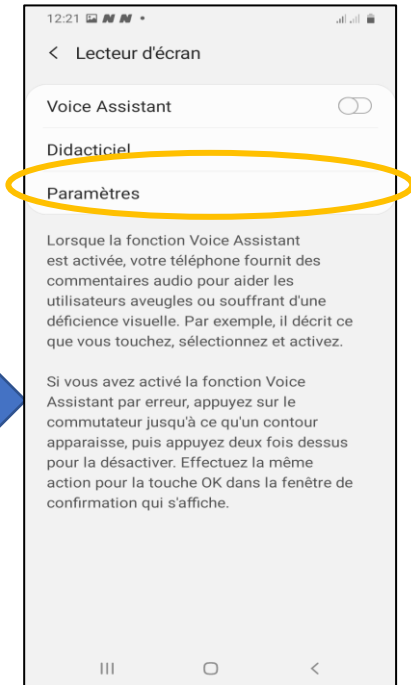 12:21
Lecteur d'écran
Voice Assistant
Didacticiel
Paramètres
Lorsque la fonction Voice Assistant
est activée, votre téléphone fournit des
commentaires audio pour aider les
utilisateurs aveugles ou souffrant d'une
déficience visuelle. Par exemple, il décrit ce
que vous touchez, sélectionnez et activez.
Si vous avez activé la fonction Voice
Assistant par erreur, appuyez sur le
commutateur jusqu'à ce qu'un contour
apparaisse, puis appuyez deux fois dessus
pour la désactiver. Effectuez la même
action pour la touche OK dans la fenêtre de
confirmation qui s'affiche.